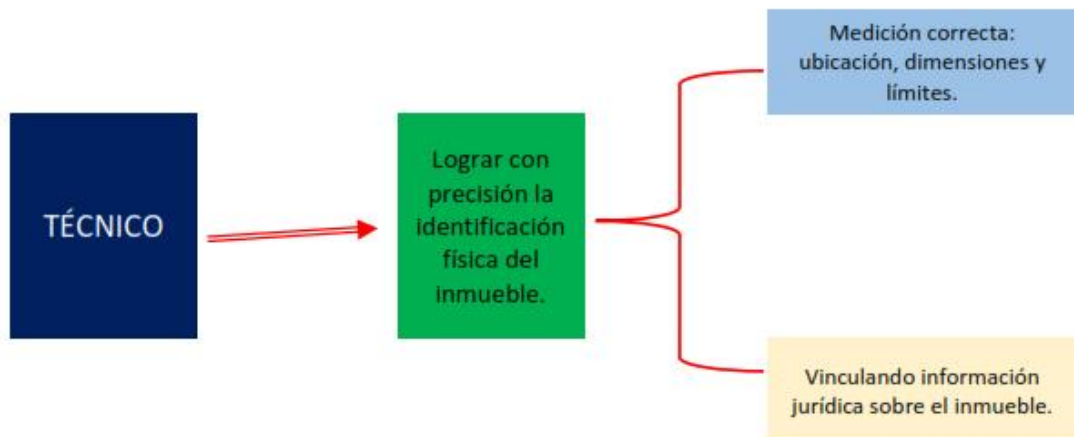 TÉCNICO
Lograr con
precisión la
identificación
física del
inmueble.
Medición correcta:
ubicación, dimensiones y
límites.
Vinculando información
jurídica sobre el inmueble.